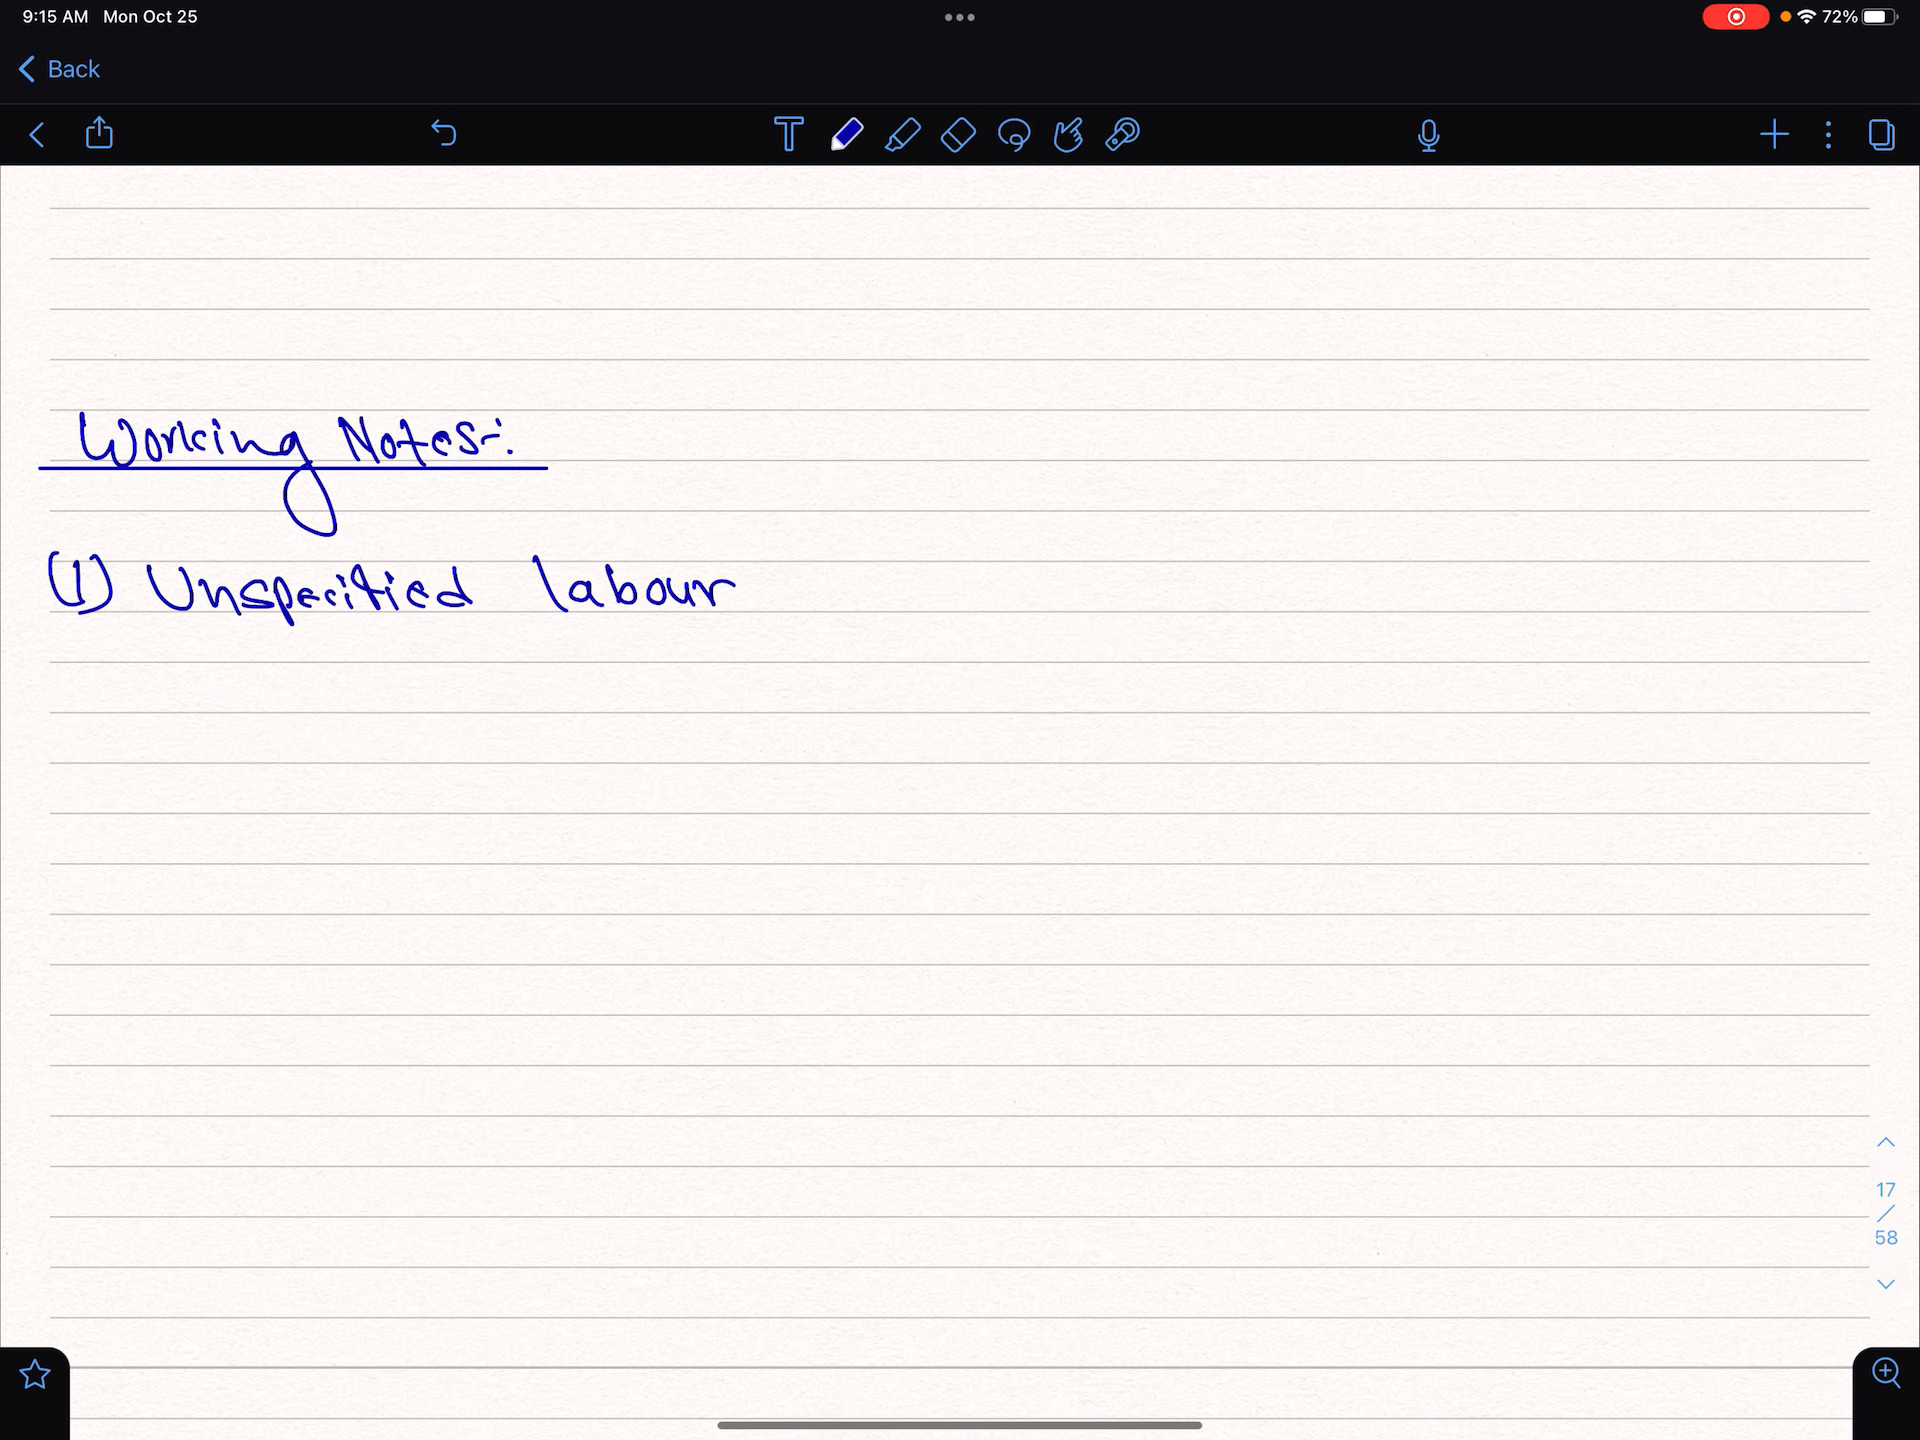 9:15 AM Mon Oct 25
72%
Back
Working Notes:-
(1) Unspecified labour
17
58